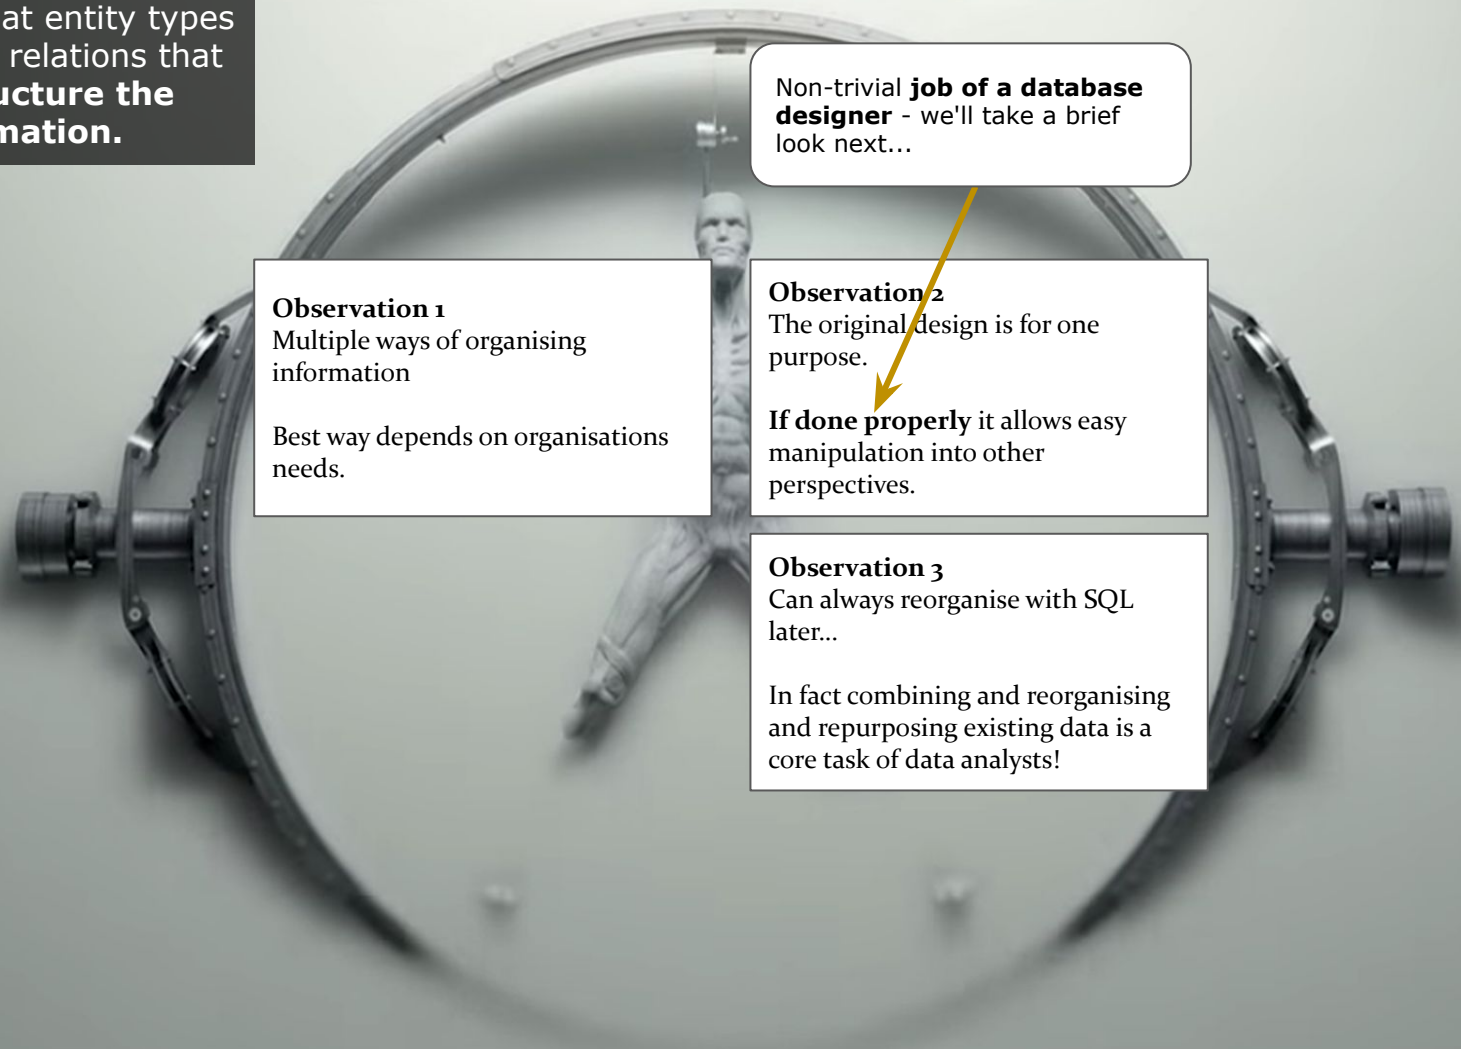 at entity types
relations that
ucture the
mation.
Non-trivial job of a database
designer - we'll take a brief
look next...
Observation 1
Multiple ways of organising
information
Best way depends on organisations
needs.
Observation 2
The original design is for one
purpose.
If done properly it allows easy
manipulation into other
perspectives.
Observation 3
Can always reorganise with SQL
later...
In fact combining and reorganising
and repurposing existing data is a
core task of data analysts!